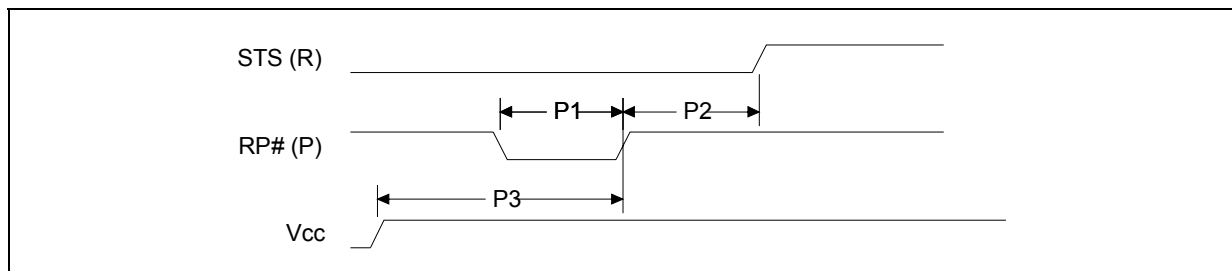 STS (R)
P1
P2
RP# (P)
P3
Vcc